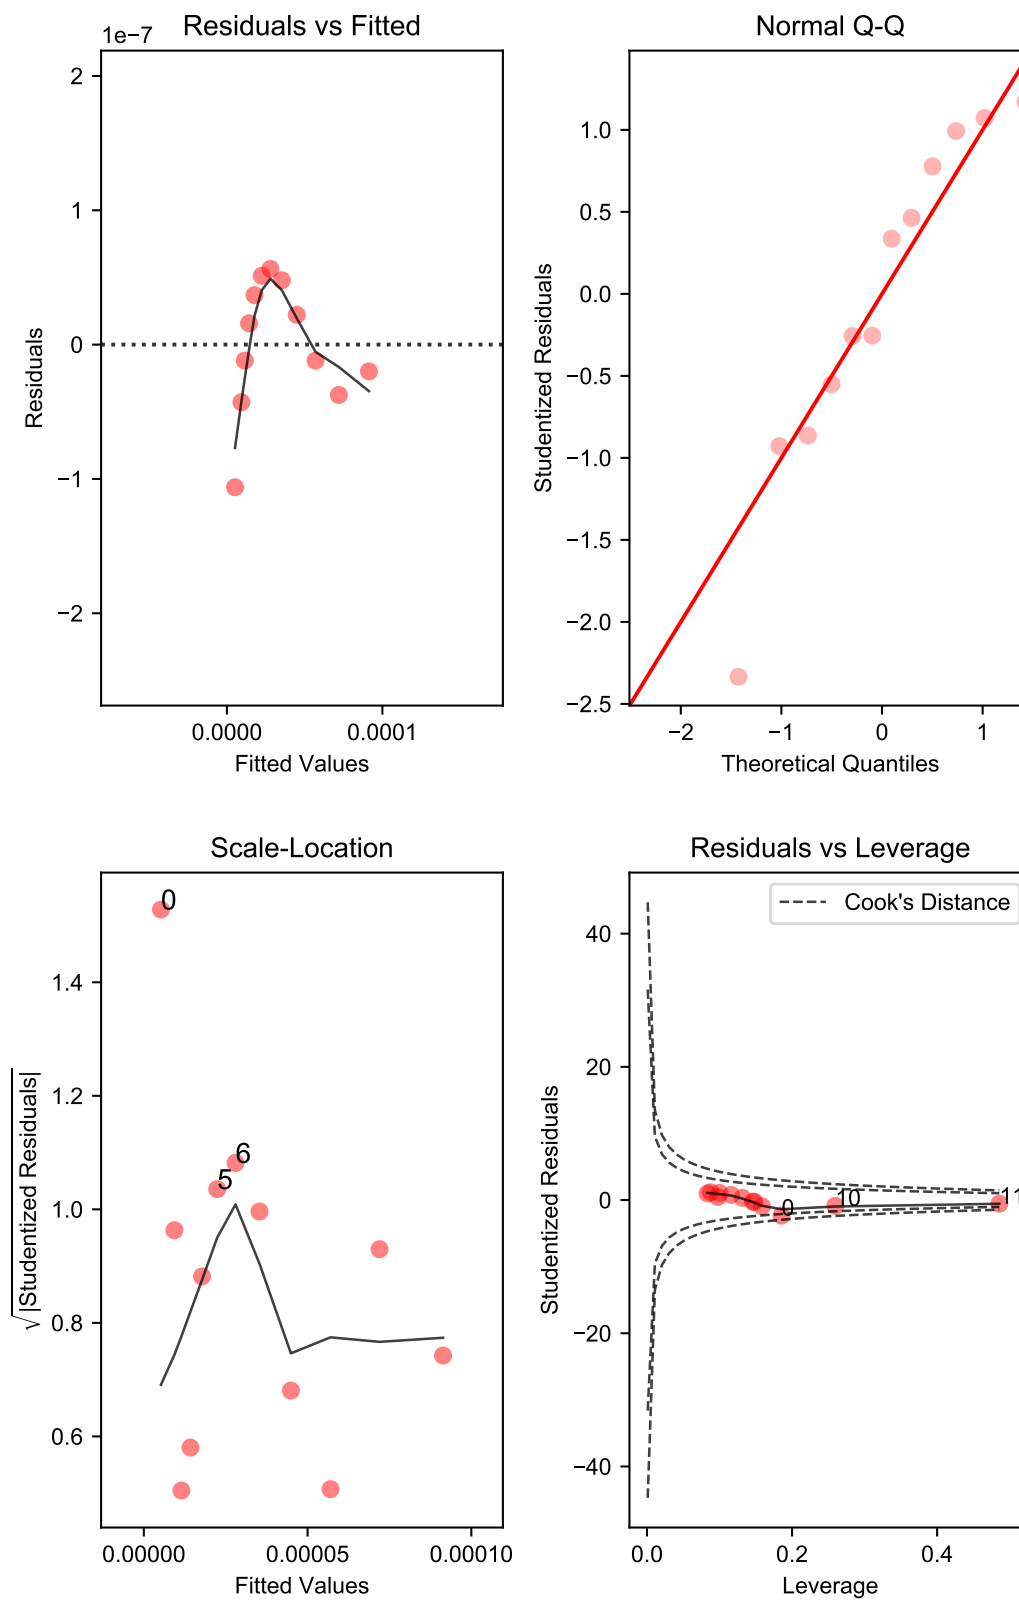 Residuals vs Fitted
1e−7
2
1
0
−1
−2
Residuals
0.0000
0.0001
Fitted Values
Normal Q-Q
1.0
0.5
0.0
−0.5
−1.0
−1.5
−2.0
−2.5
Studentized Residuals
−2
−1
0
1
Theoretical Quantiles
Scale-Location
0
6
5
1.4
1.2
1.0
0.8
0.6
√|Studentized Residuals|
0.00000
0.00005
0.00010
Fitted Values
Residuals vs Leverage
Cook's Distance
40
20
0
−20
−40
Studentized Residuals
0
10
11
0.0
0.2
0.4
Leverage